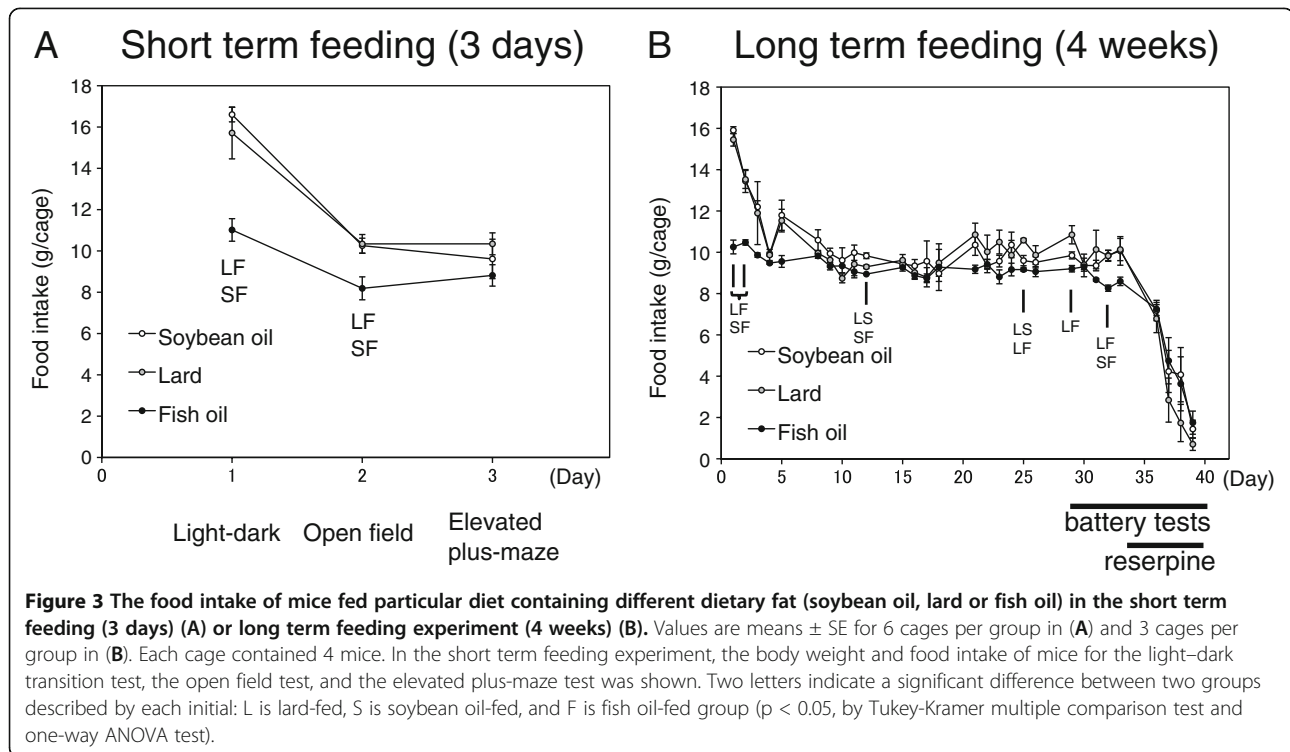 A Short term feeding (3 days)
18
16
14
12
10
8
6
4
2
0
Food intake (g/cage)
LF
SF
LF
SF
Soybean oil
Lard
Fish oil
0 1 2 3 (Day)
Light-dark Open field Elevated
plus-maze
B Long term feeding (4 weeks)
18
16
14
12
10
8
6
4
2
0
Food intake (g/cage)
LF
SF
LS
SF
LS
LF
LF
LF
SF
Soybean oil
Lard
Fish oil
0 5 10 15 20 25 30 35 40 (Day)
battery tests
reserpine
Figure 3 The food intake of mice fed particular diet containing different dietary fat (soybean oil, lard or fish oil) in the short term
feeding (3 days) (A) or long term feeding experiment (4 weeks) (B). Values are means ± SE for 6 cages per group in (A) and 3 cages per
group in (B). Each cage contained 4 mice. In the short term feeding experiment, the body weight and food intake of mice for the light–dark
transition test, the open field test, and the elevated plus-maze test was shown. Two letters indicate a significant difference between two groups
described by each initial: L is lard-fed, S is soybean oil-fed, and F is fish oil-fed group (p < 0.05, by Tukey-Kramer multiple comparison test and
one-way ANOVA test).